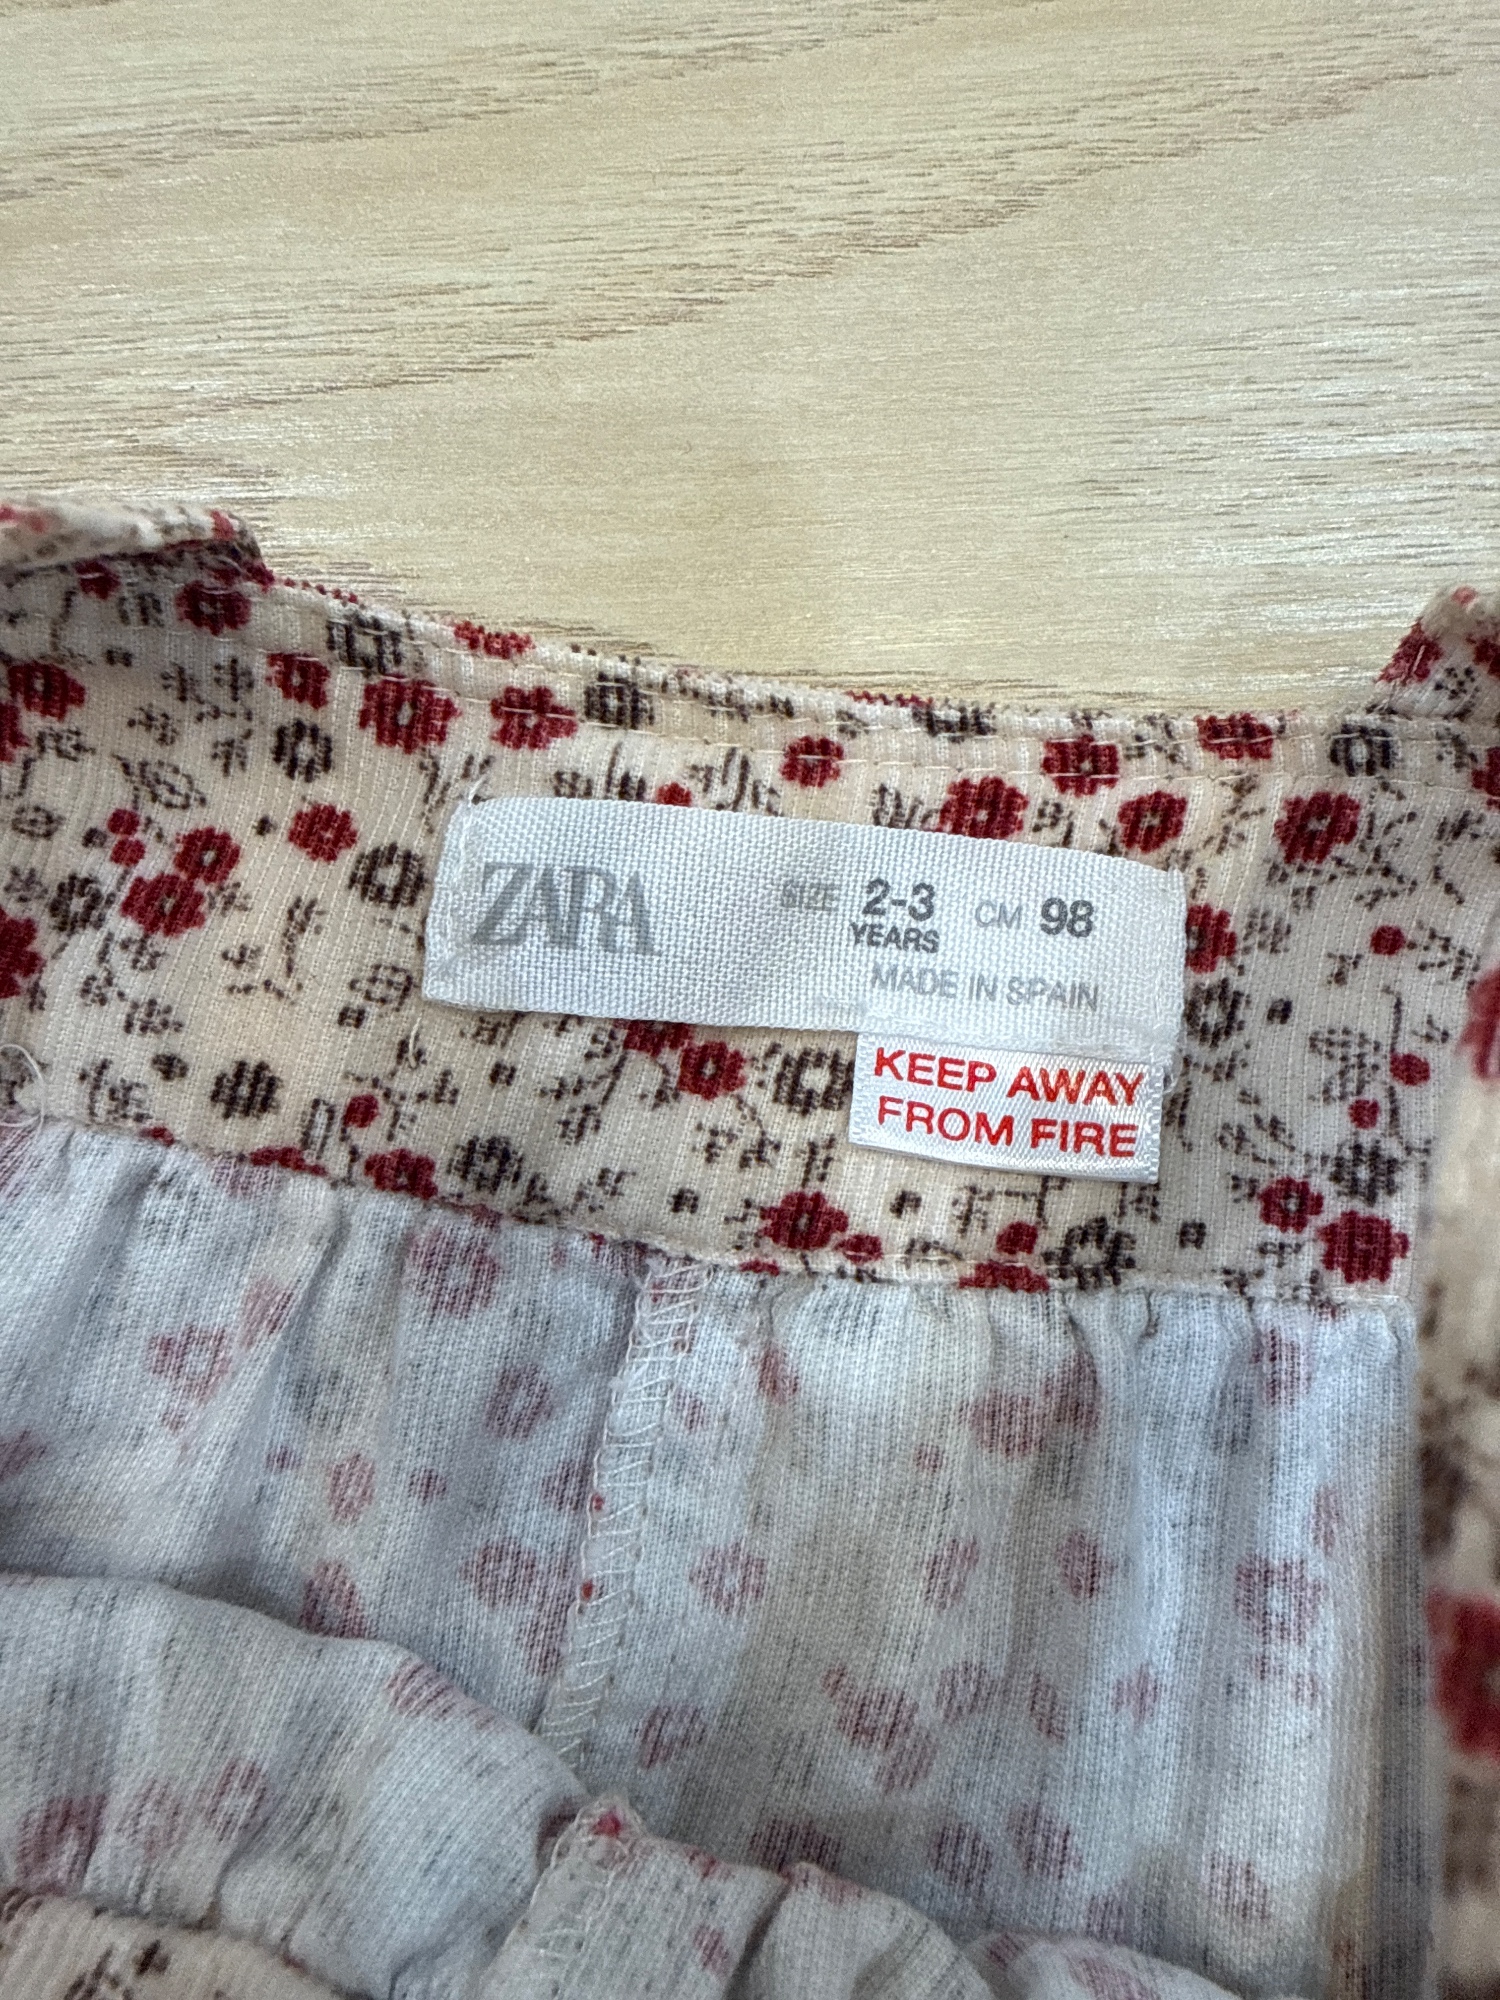 ZARA
SIZE 2-3 CM 98
YEARS
MADE IN SPAIN
KEEP AWAY
FROM FIRE